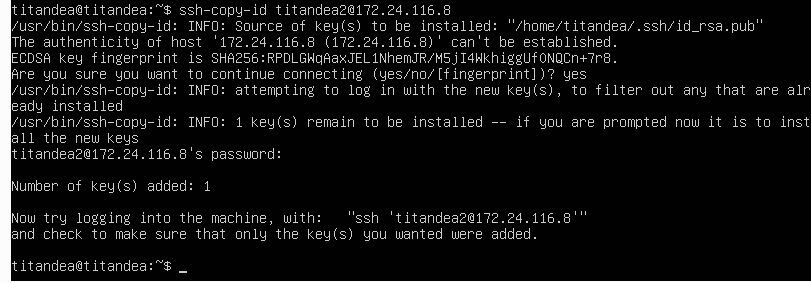 titandea@titandea:~$ ssh-copy-id titandea2@172.24.116.8
/usr/bin/ssh-copy-id: INFO: Source of key(s) to be installed: "/home/titandea/.ssh/id_rsa.pub"
The authenticity of host '172.24.116.8 (172.24.116.8)' can't be established.
ECDSA key fingerprint is SHA256:RPDLGWqAaxJEL1NhemJR/M5jI4WkhiggUf0NQCn+7r8.
Are you sure you want to continue connecting (yes/no/[fingerprint])? yes
/usr/bin/ssh-copy-id: INFO: attempting to log in with the new key(s), to filter out any that are alr
eady installed
/usr/bin/ssh-copy-id: INFO: 1 key(s) remain to be installed -- if you are prompted now it is to inst
all the new keys
titandea2@172.24.116.8's password:
Number of key(s) added: 1
Now try logging into the machine, with:   "ssh 'titandea2@172.24.116.8'"
and check to make sure that only the key(s) you wanted were added.
titandea@titandea:~$ _